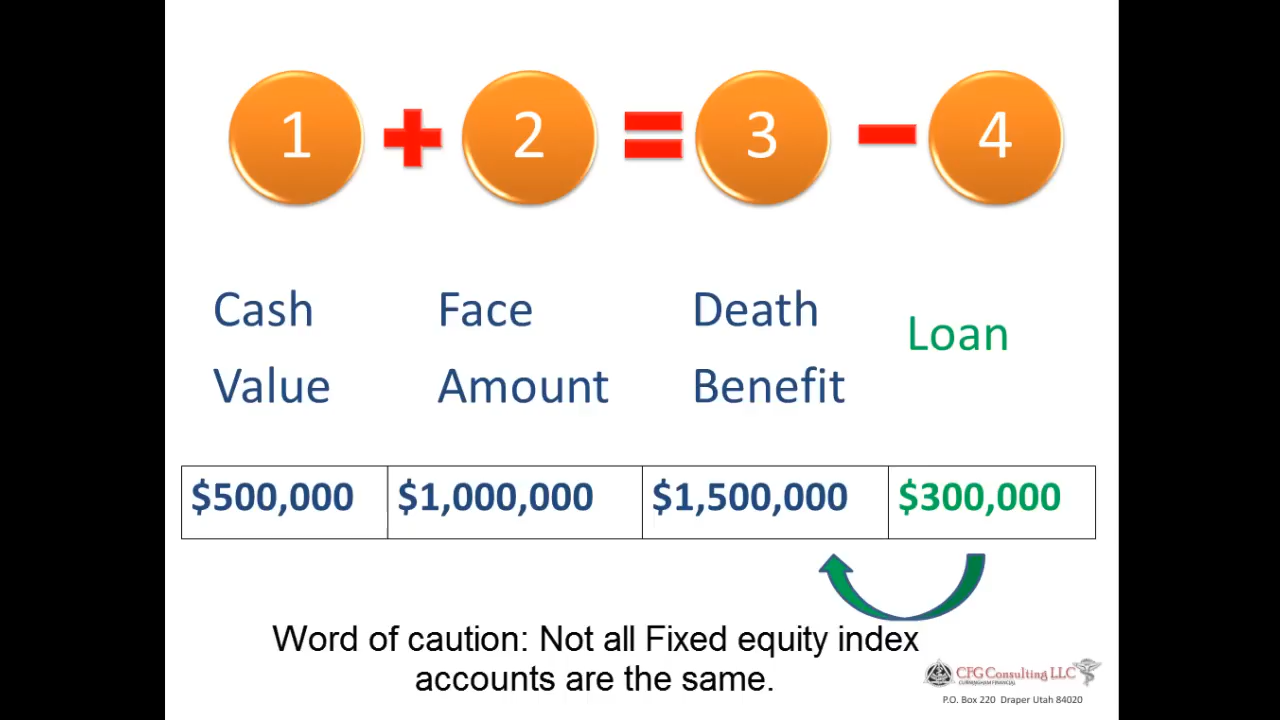 1 + 2 = 3 - 4
Cash Face Death Loan
Value Amount Benefit
$500,000 $1,000,000 $1,500,000 $300,000
Word of caution: Not all Fixed equity index
accounts are the same.
CFG Consulting LLC
CUNNINGHAM FINANCIAL
P.O. Box 220 Draper Utah 84020